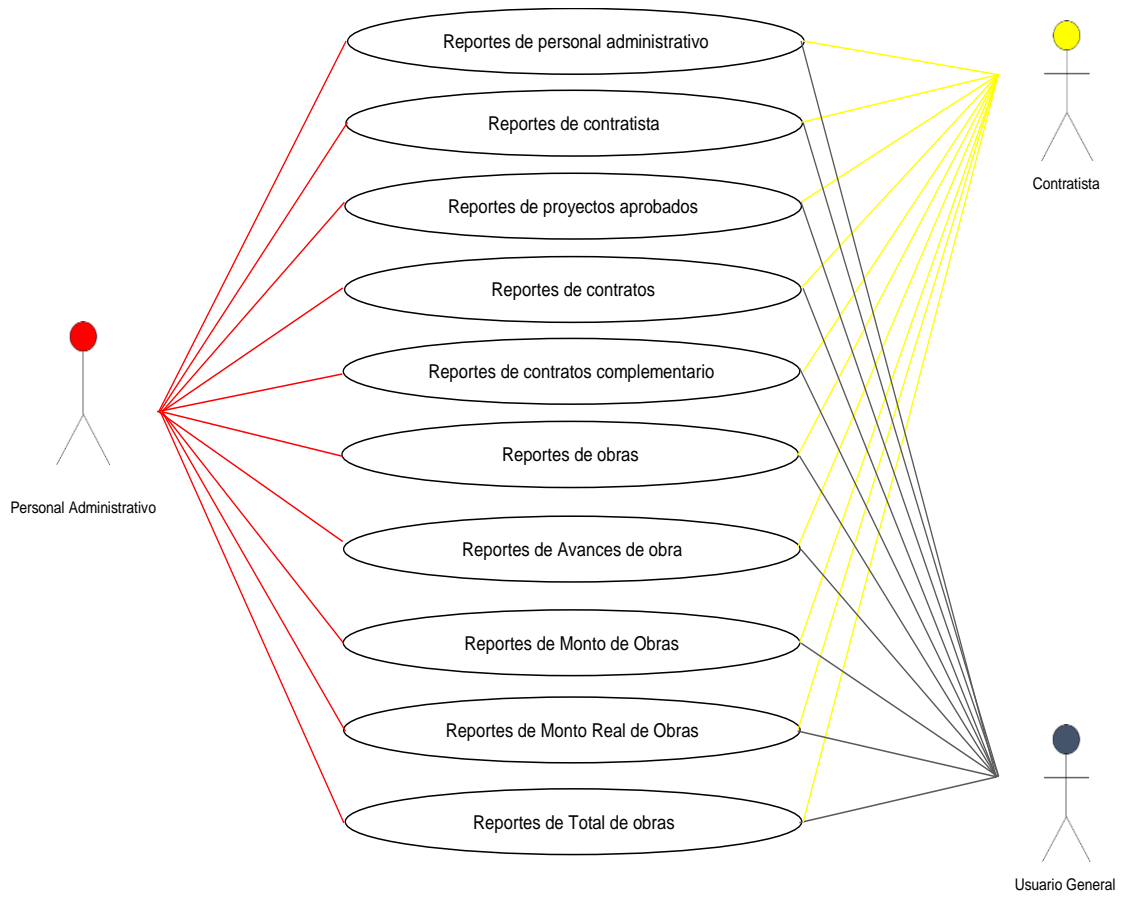 Reportes de personal administrativo
Reportes de contratista
Contratista
Reportes de proyectos aprobados
Reportes de contratos
Reportes de contratos complementario
Reportes de obras
Personal Administrativo
Reportes de Avances de obra
Reportes de Monto de Obras
Reportes de Monto Real de Obras
Reportes de Total de obras
Usuario General